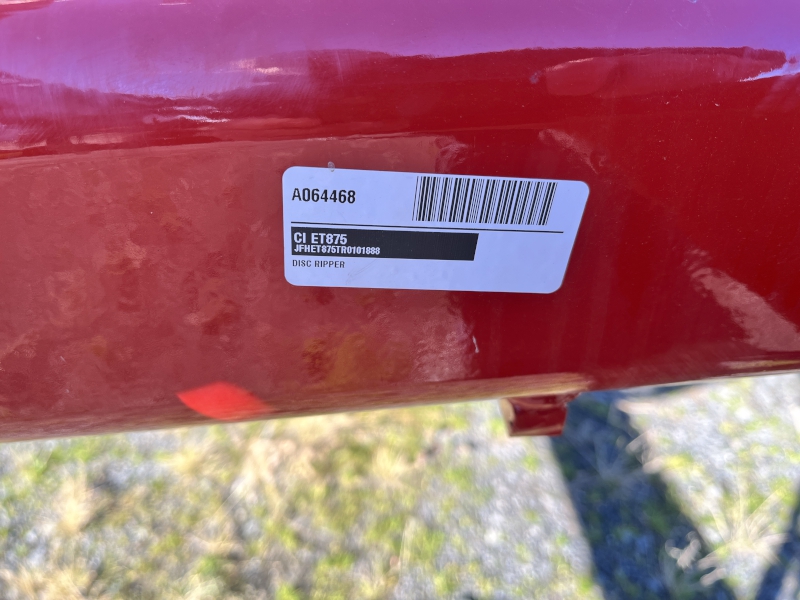 A064468
CI ET875
JFHET875TR0101888
DISC RIPPER